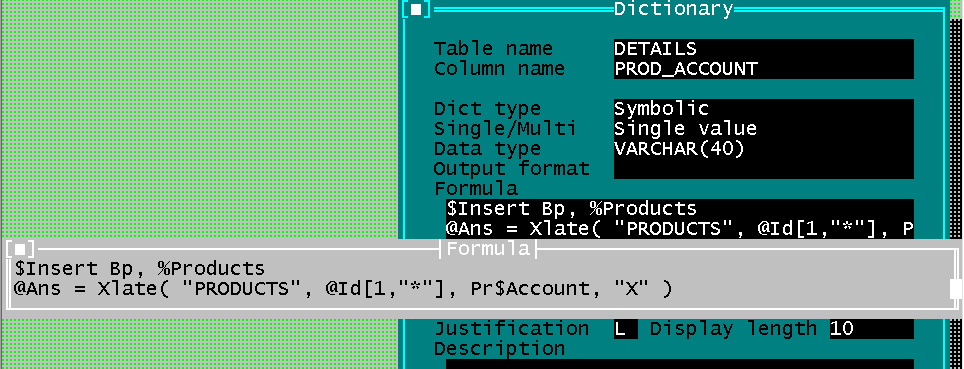 Dictionary
Table name DETAILS
Column name PROD_ACCOUNT
Dict type Symbolic
Single/Multi Single value
Data type VARCHAR(40)
Output format
Formula
$Insert Bp, %Products
@Ans = Xlate( "PRODUCTS", @Id[1,"*"], P
Formula
$Insert Bp, %Products
@Ans = Xlate( "PRODUCTS", @Id[1,"*"], Pr$Account, "X" )
Justification L Display length 10
Description